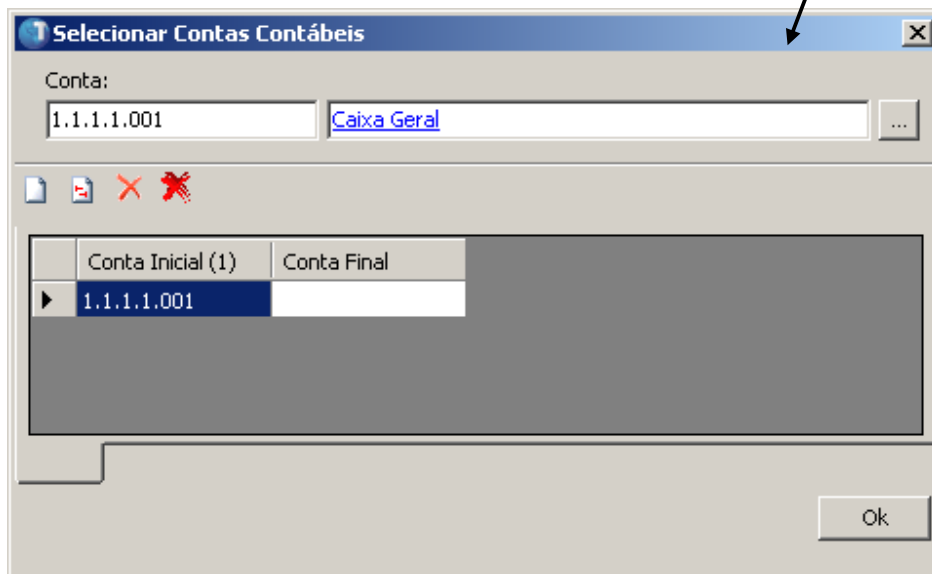 Selecionar Contas Contábeis
Conta:
1.1.1.1.001 Caixa Geral ...
Conta Inicial (1) Conta Final
1.1.1.1.001
Ok